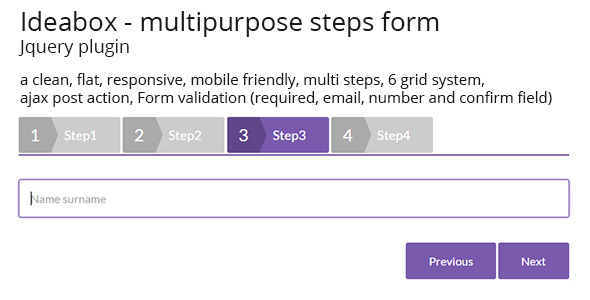 Ideabox - multipurpose steps form
Jquery plugin
a clean, flat, responsive, mobile friendly, multi steps, 6 grid system,
ajax post action, Form validation (required, email, number and confirm field)
1 Step1 2 Step2 3 Step3 4 Step4
Name surname
Previous Next